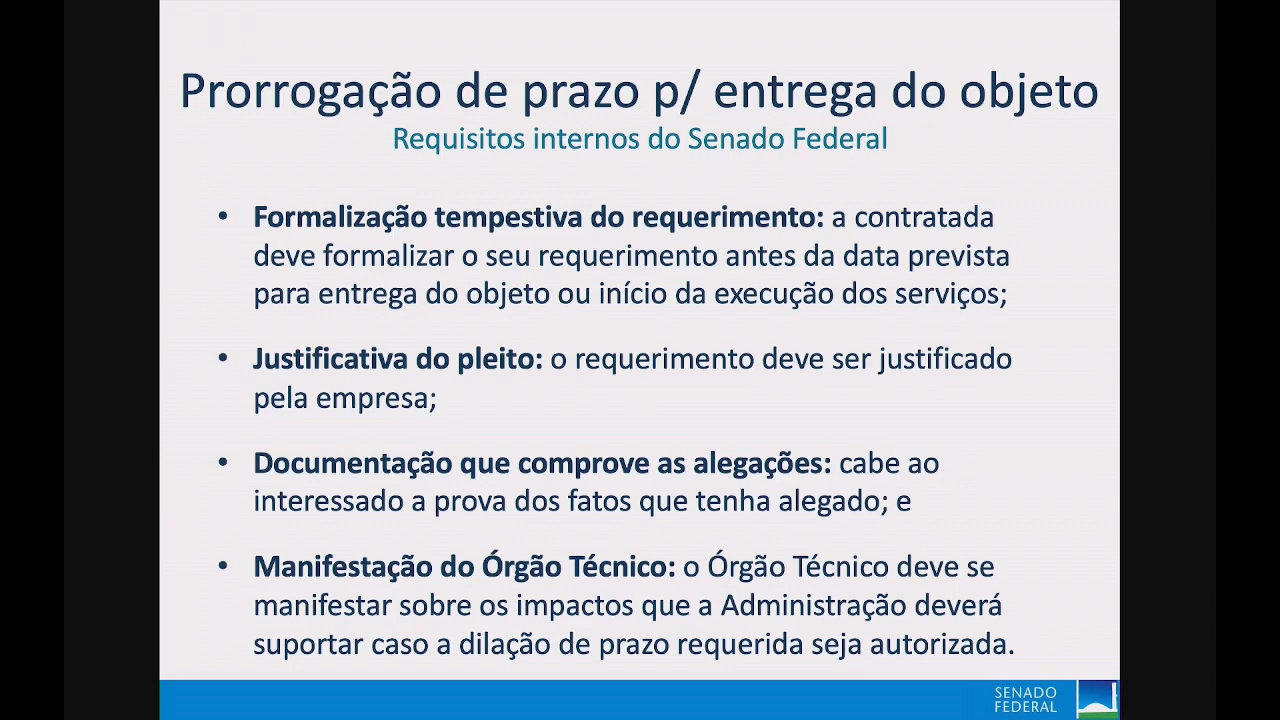 Prorrogação de prazo p/ entrega do objeto
Requisitos internos do Senado Federal
• Formalização tempestiva do requerimento: a contratada
deve formalizar o seu requerimento antes da data prevista
para entrega do objeto ou início da execução dos serviços;
• Justificativa do pleito: o requerimento deve ser justificado
pela empresa;
• Documentação que comprove as alegações: cabe ao
interessado a prova dos fatos que tenha alegado; e
• Manifestação do Órgão Técnico: o Órgão Técnico deve se
manifestar sobre os impactos que a Administração deverá
suportar caso a dilação de prazo requerida seja autorizada.
SENADO
FEDERAL